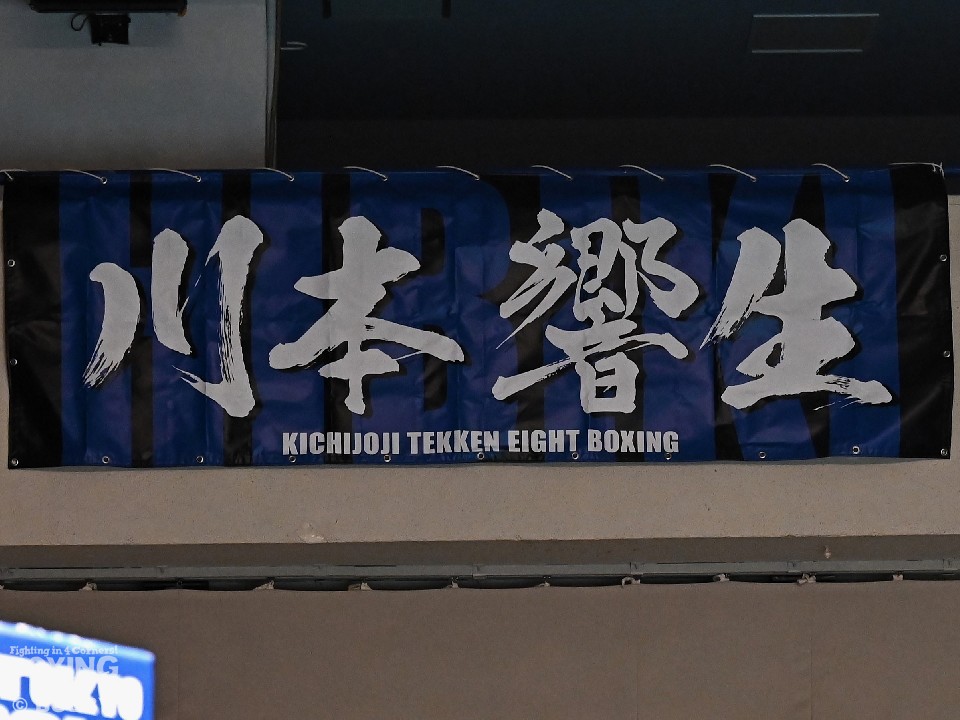 川本響生
KICHIJOJI TEKKEN EIGHT BOXING
Fighting in 4 Corners!
BOXING